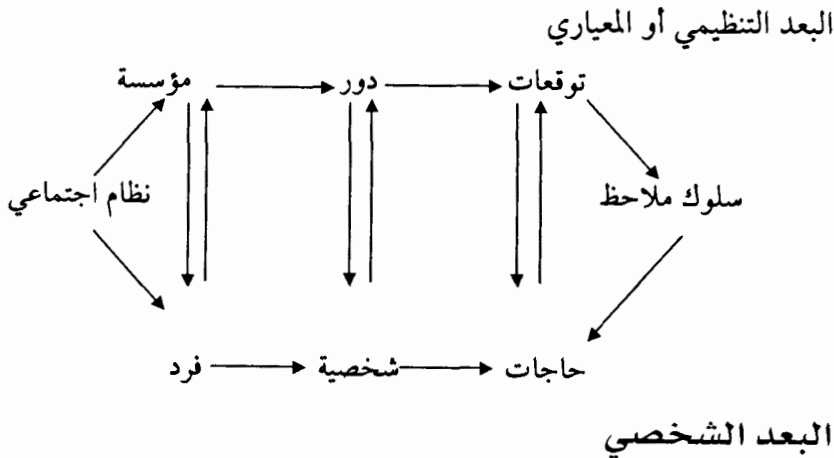 البعد التنظيمي أو المعياري
مؤسسة دور توقعات
نظام اجتماعي سلوك ملاحظ
فرد شخصية حاجات
البعد الشخصي